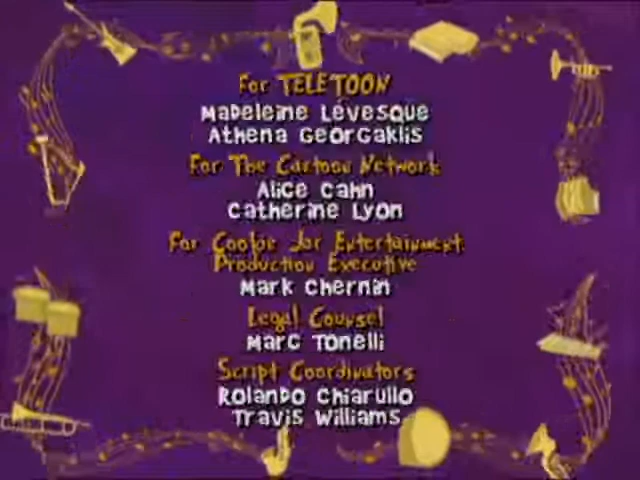 For TELETOON
Madeleine Lévesque
Athena Georgaklis
For The Cartoon Network
Alice Cahn
Catherine Lyon
For Cookie Jar Entertainment
Production Executive
Mark Chernin
Legal Counsel
Marc Tonelli
Script Coordinators
Rolando Chiarullo
Travis Williams